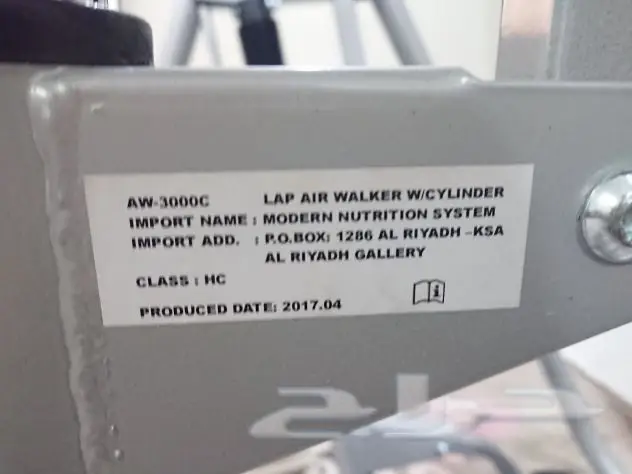 AW-3000C LAP AIR WALKER W/CYLINDER
IMPORT NAME : MODERN NUTRITION SYSTEM
IMPORT ADD. : P.O.BOX: 1286 AL RIYADH –KSA
AL RIYADH GALLERY
CLASS : HC
PRODUCED DATE: 2017.04
حراج